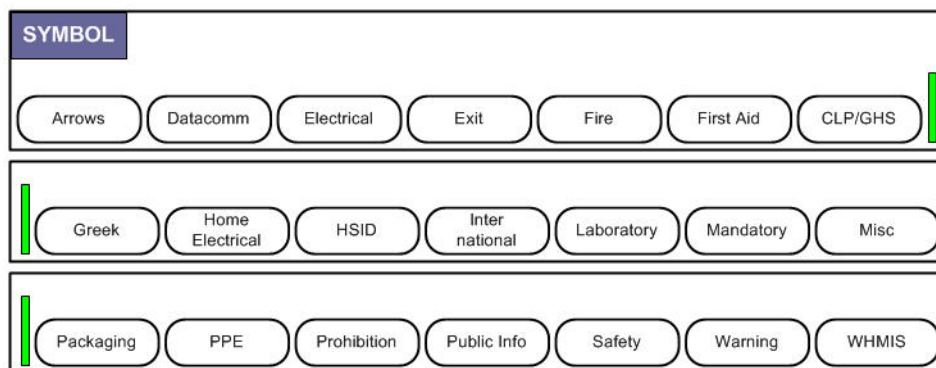 SYMBOL
Arrows Datacomm Electrical Exit Fire First Aid CLP/GHS
Greek Home Electrical HSID Inter national Laboratory Mandatory Misc
Packaging PPE Prohibition Public Info Safety Warning WHMIS